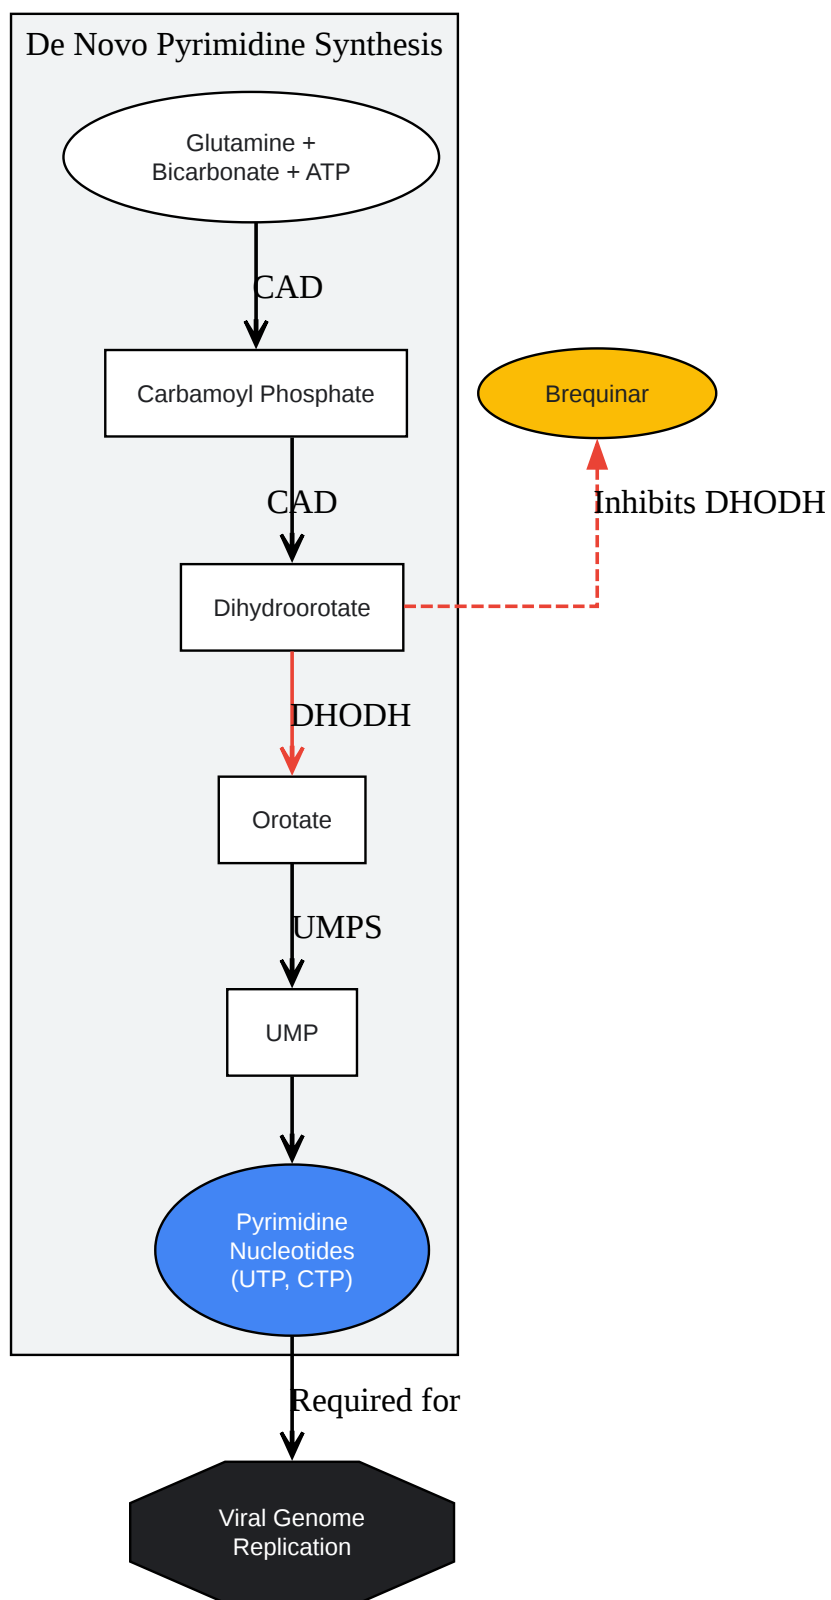 De Novo Pyrimidine Synthesis
Glutamine +
Bicarbonate + ATP
CAD
Carbamoyl Phosphate
Brequinar
CAD
Inhibits DHODH
Dihydroorotate
DHODH
Orotate
UMPS
UMP
Pyrimidine
Nucleotides
(UTP, CTP)
Required for
Viral Genome
Replication